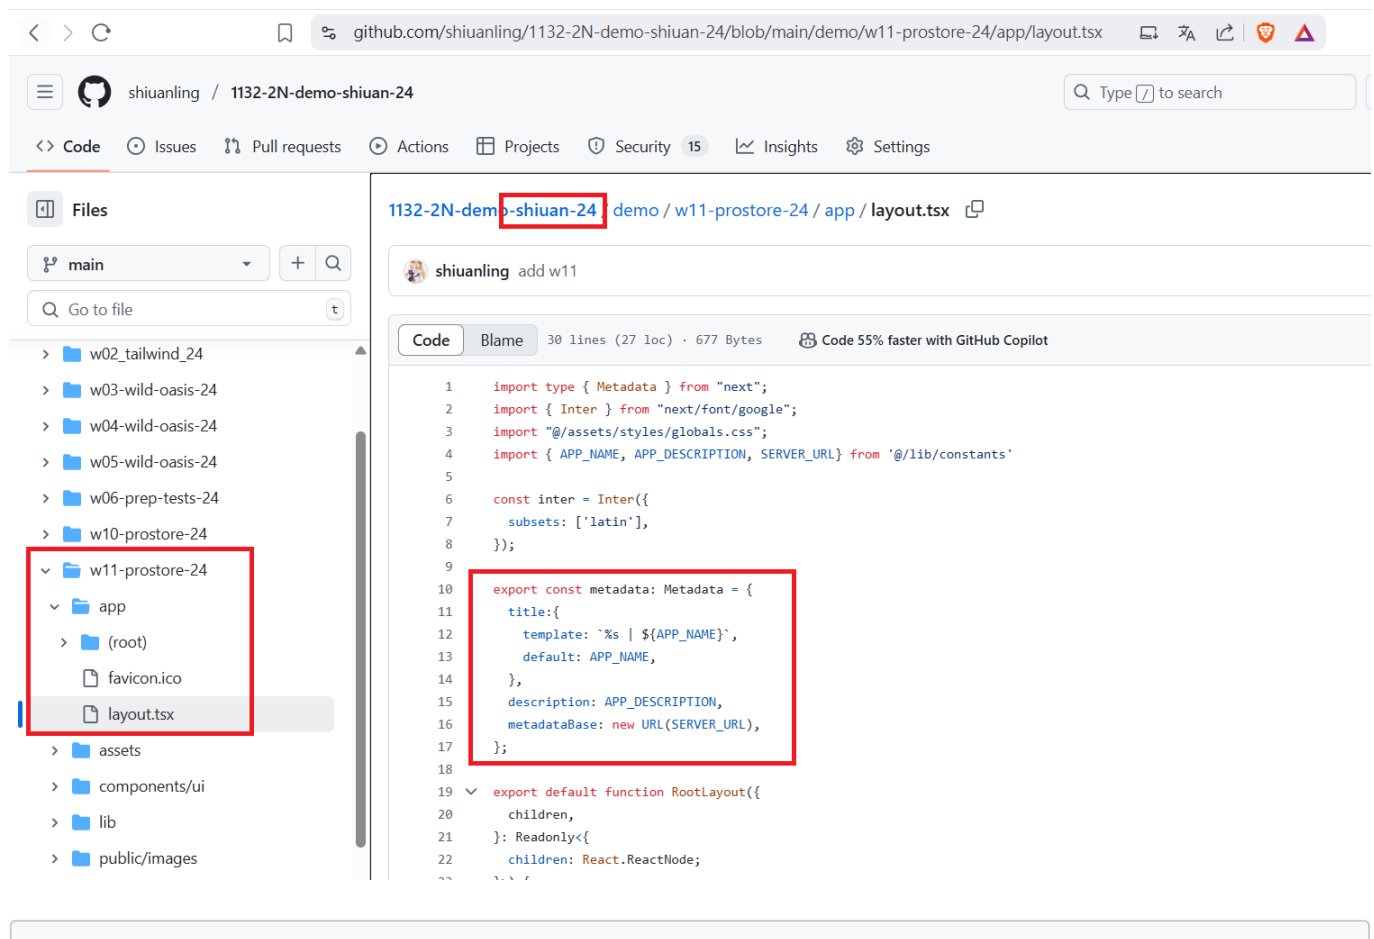 github.com/shiuanling/1132-2N-demo-shiuan-24/blob/main/demo/w11-prostore-24/app/layout.tsx
shiuanling / 1132-2N-demo-shiuan-24
Type / to search
Code Issues Pull requests Actions Projects Security 15 Insights Settings
Files
main
Go to file t
w02_tailwind_24
w03-wild-oasis-24
w04-wild-oasis-24
w05-wild-oasis-24
w06-prep-tests-24
w10-prostore-24
w11-prostore-24
app
(root)
favicon.ico
layout.tsx
assets
components/ui
lib
public/images
1132-2N-demo-shiuan-24 / demo / w11-prostore-24 / app / layout.tsx
shiuanling add w11
Code Blame 30 lines (27 loc) · 677 Bytes Code 55% faster with GitHub Copilot
1 import type { Metadata } from "next";
2 import { Inter } from "next/font/google";
3 import "@/assets/styles/globals.css";
4 import { APP_NAME, APP_DESCRIPTION, SERVER_URL} from '@/lib/constants'
5
6 const inter = Inter({
7 subsets: ['latin'],
8 });
9
10 export const metadata: Metadata = {
11 title:{
12 template: `%s | ${APP_NAME}`,
13 default: APP_NAME,
14 },
15 description: APP_DESCRIPTION,
16 metadataBase: new URL(SERVER_URL),
17 };
18
19 export default function RootLayout({
20 children,
21 }: Readonly<{
22 children: React.ReactNode;